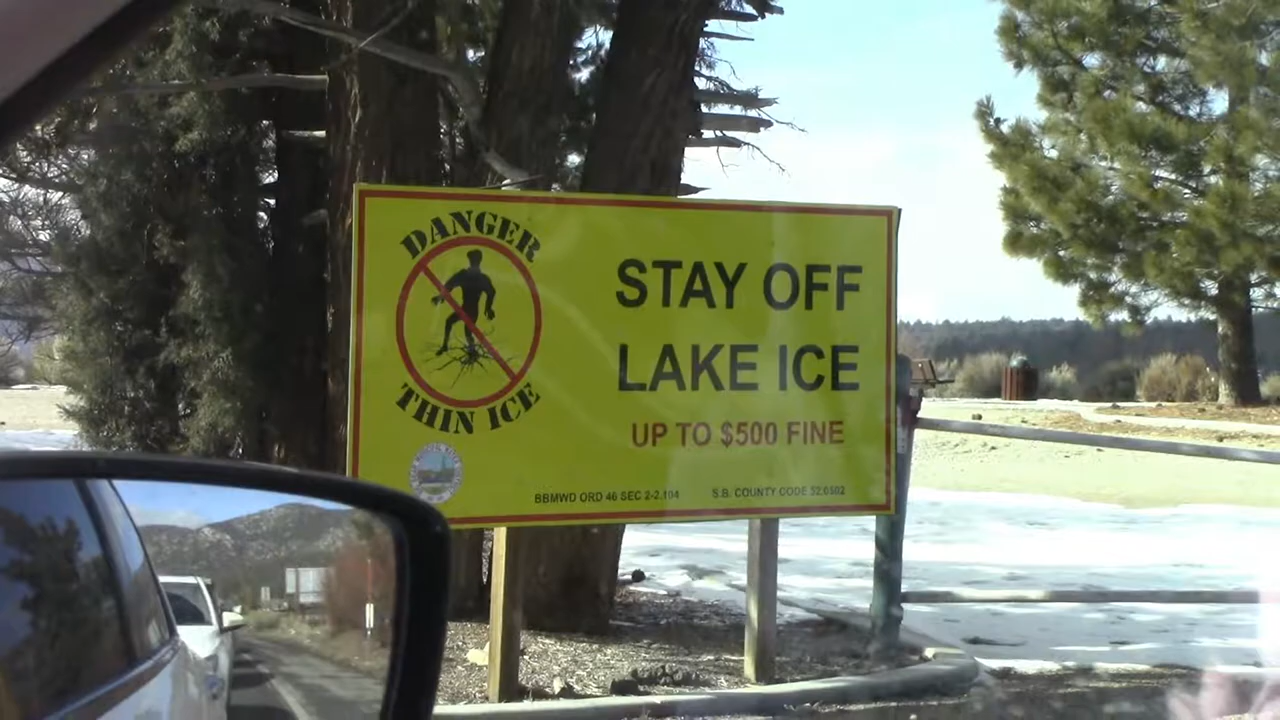 DANGER
THIN ICE
STAY OFF
LAKE ICE
UP TO $500 FINE
BBMWD ORD 46 SEC 2-2.104
S.B. COUNTY CODE 52.0502